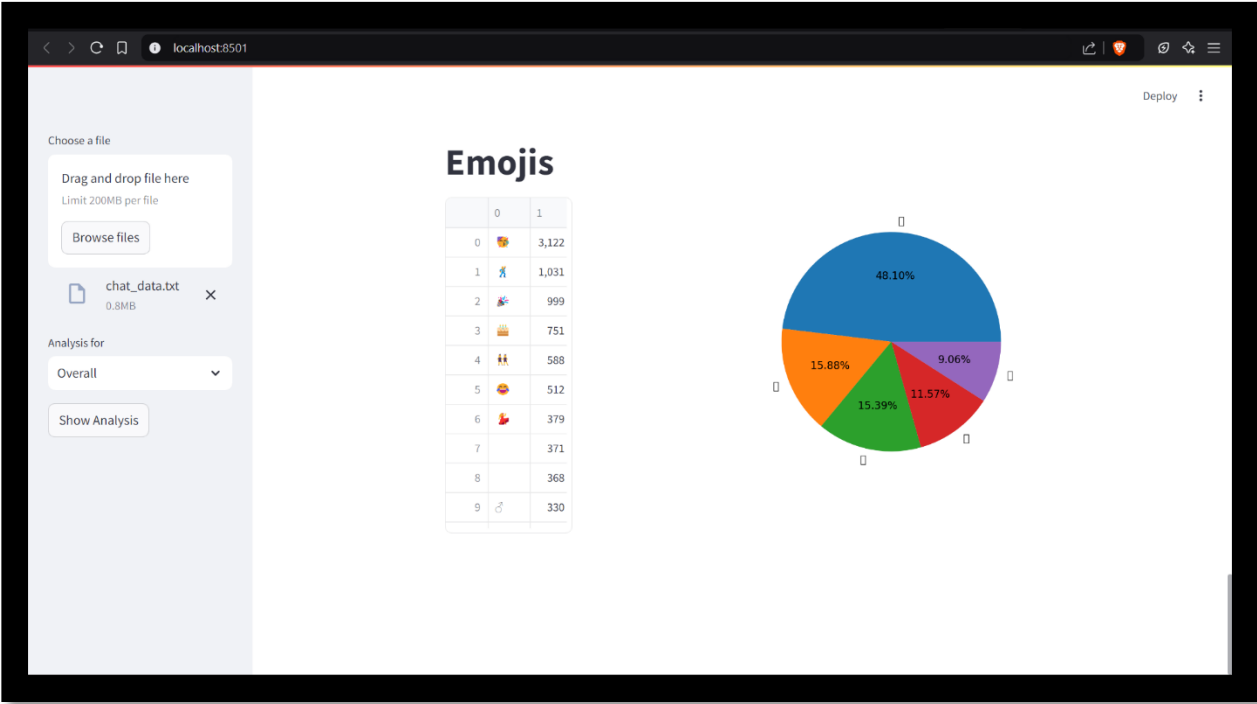 localhost:8501
Deploy
Choose a file
Drag and drop file here
Limit 200MB per file
Browse files
chat_data.txt
0.8MB
Analysis for
Overall
Show Analysis
Emojis
0 1
0 3,122
1 1,031
2 🎉 999
3 🎂 751
4 👯 588
5 😂 512
6 💃 379
7 371
8 368
9 ♂ 330
48.10%
15.88%
15.39%
11.57%
9.06%